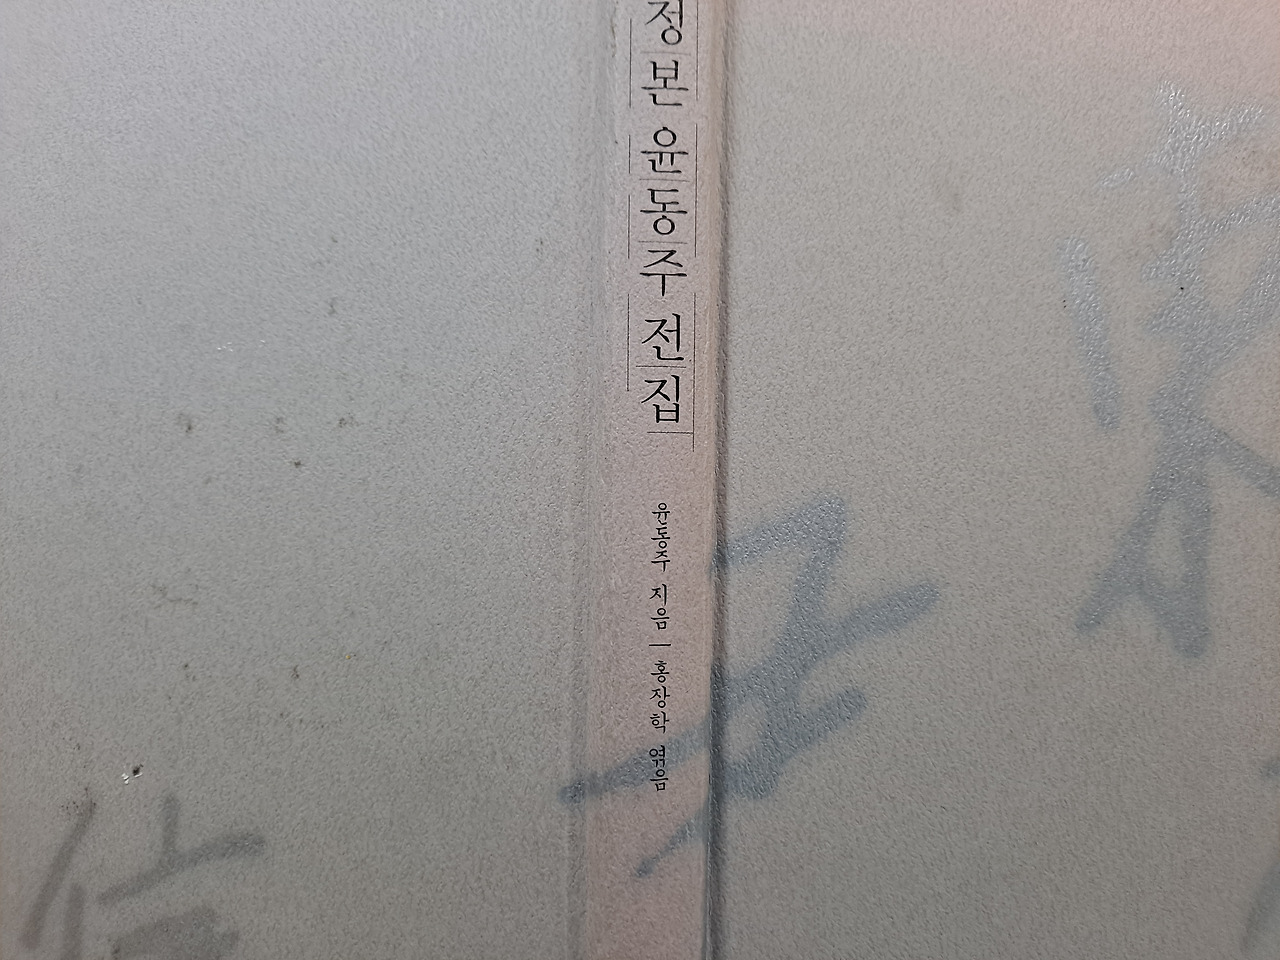 정본 윤동주 전집
윤동주 지음 | 홍장학 엮음